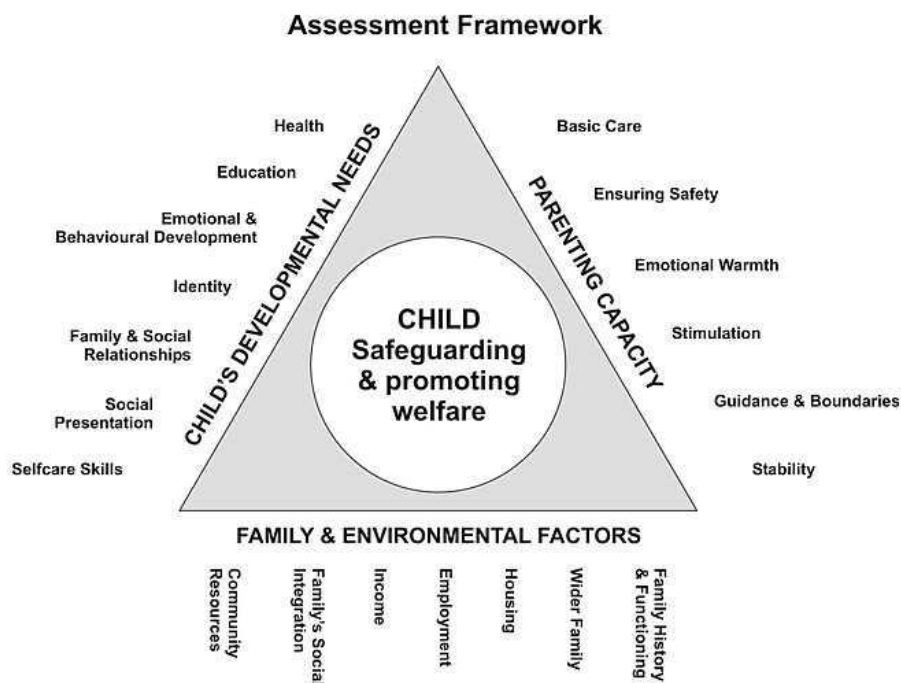 Assessment Framework
Health
Education
Emotional &
Behavioural Development
Identity
Family & Social
Relationships
Social
Presentation
Selfcare Skills
CHILD'S DEVELOPMENTAL NEEDS
CHILD
Safeguarding
& promoting
welfare
PARENTING CAPACITY
Basic Care
Ensuring Safety
Emotional Warmth
Stimulation
Guidance & Boundaries
Stability
FAMILY & ENVIRONMENTAL FACTORS
Community
Resources
Family's Social
Integration
Income
Employment
Housing
Wider Family
Family History
& Functioning